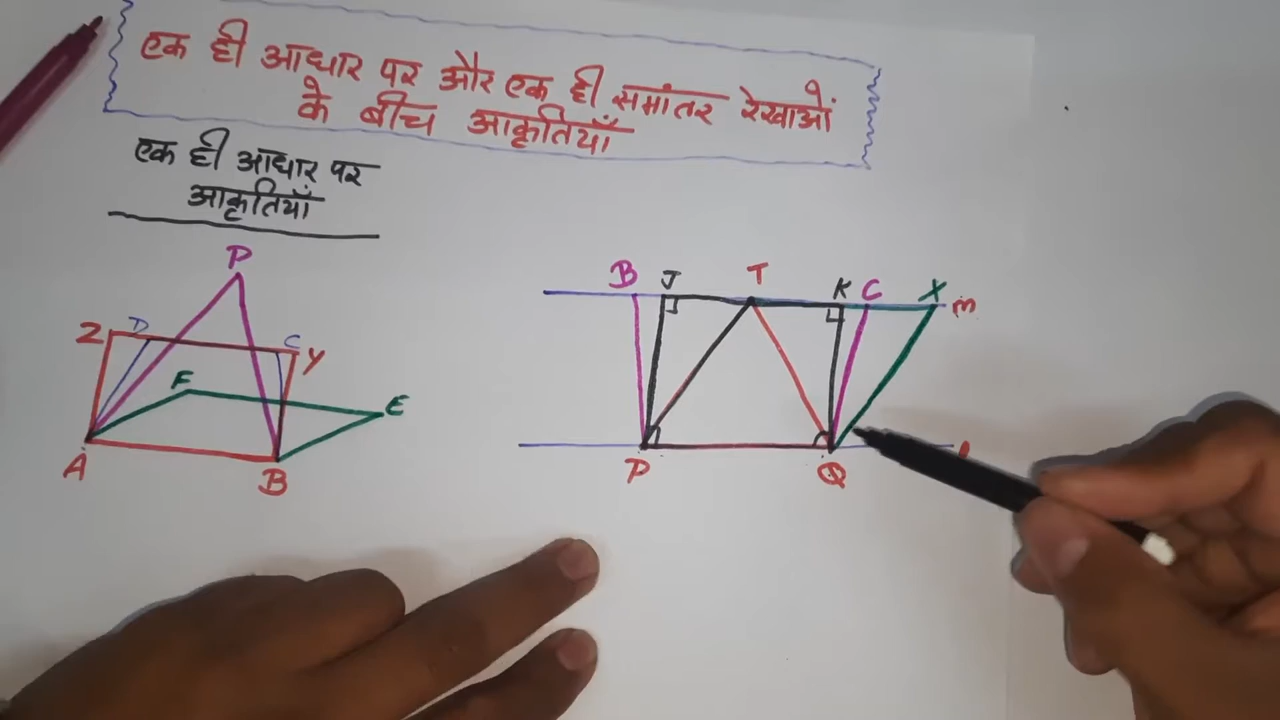 एक ही आधार पर और एक ही समांतर रेखाओं
के बीच आकृतियाँ
एक ही आधार पर
आकृतियाँ
P
Z D C Y
F E
A B
B J T K C X m
P Q